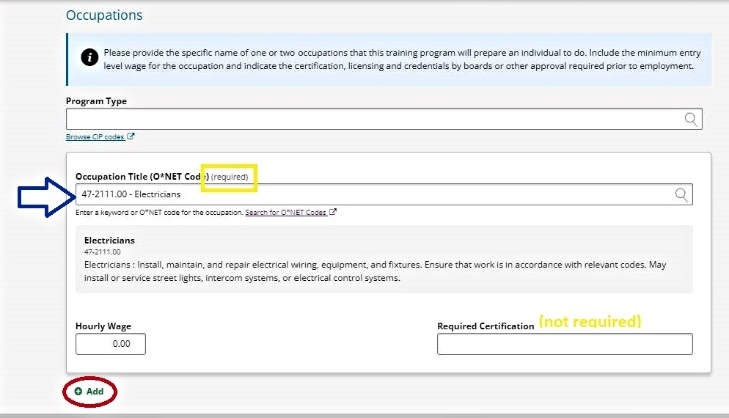 Occupations
Please provide the specific name of one or two occupations that this training program will prepare an individual to do. Include the minimum entry
level wage for the occupation and indicate the certification, licensing and credentials by boards or other approval required prior to employment.
Program Type
Browse CIP codes
Occupation Title (O*NET Code) (required)
47-2111.00 - Electricians
Enter a keyword or O*NET code for the occupation. Search for O*NET Codes
Electricians
47-2111.00
Electricians : Install, maintain, and repair electrical wiring, equipment, and fixtures. Ensure that work is in accordance with relevant codes. May
install or service street lights, intercom systems, or electrical control systems.
Hourly Wage
Required Certification (not required)
0.00
Add